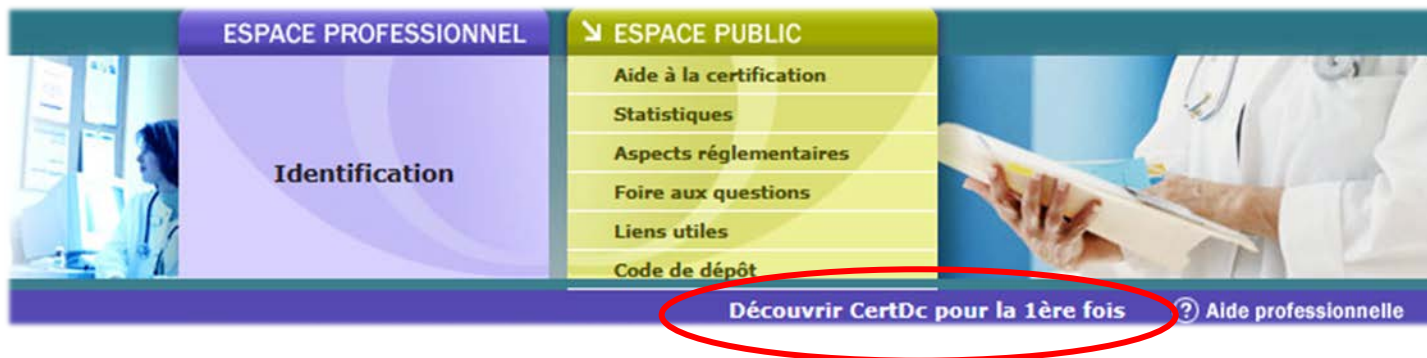 ESPACE PROFESSIONNEL
Identification
ESPACE PUBLIC
Aide à la certification
Statistiques
Aspects réglementaires
Foire aux questions
Liens utiles
Code de dépôt
Découvrir CertDc pour la 1ère fois
? Aide professionnelle